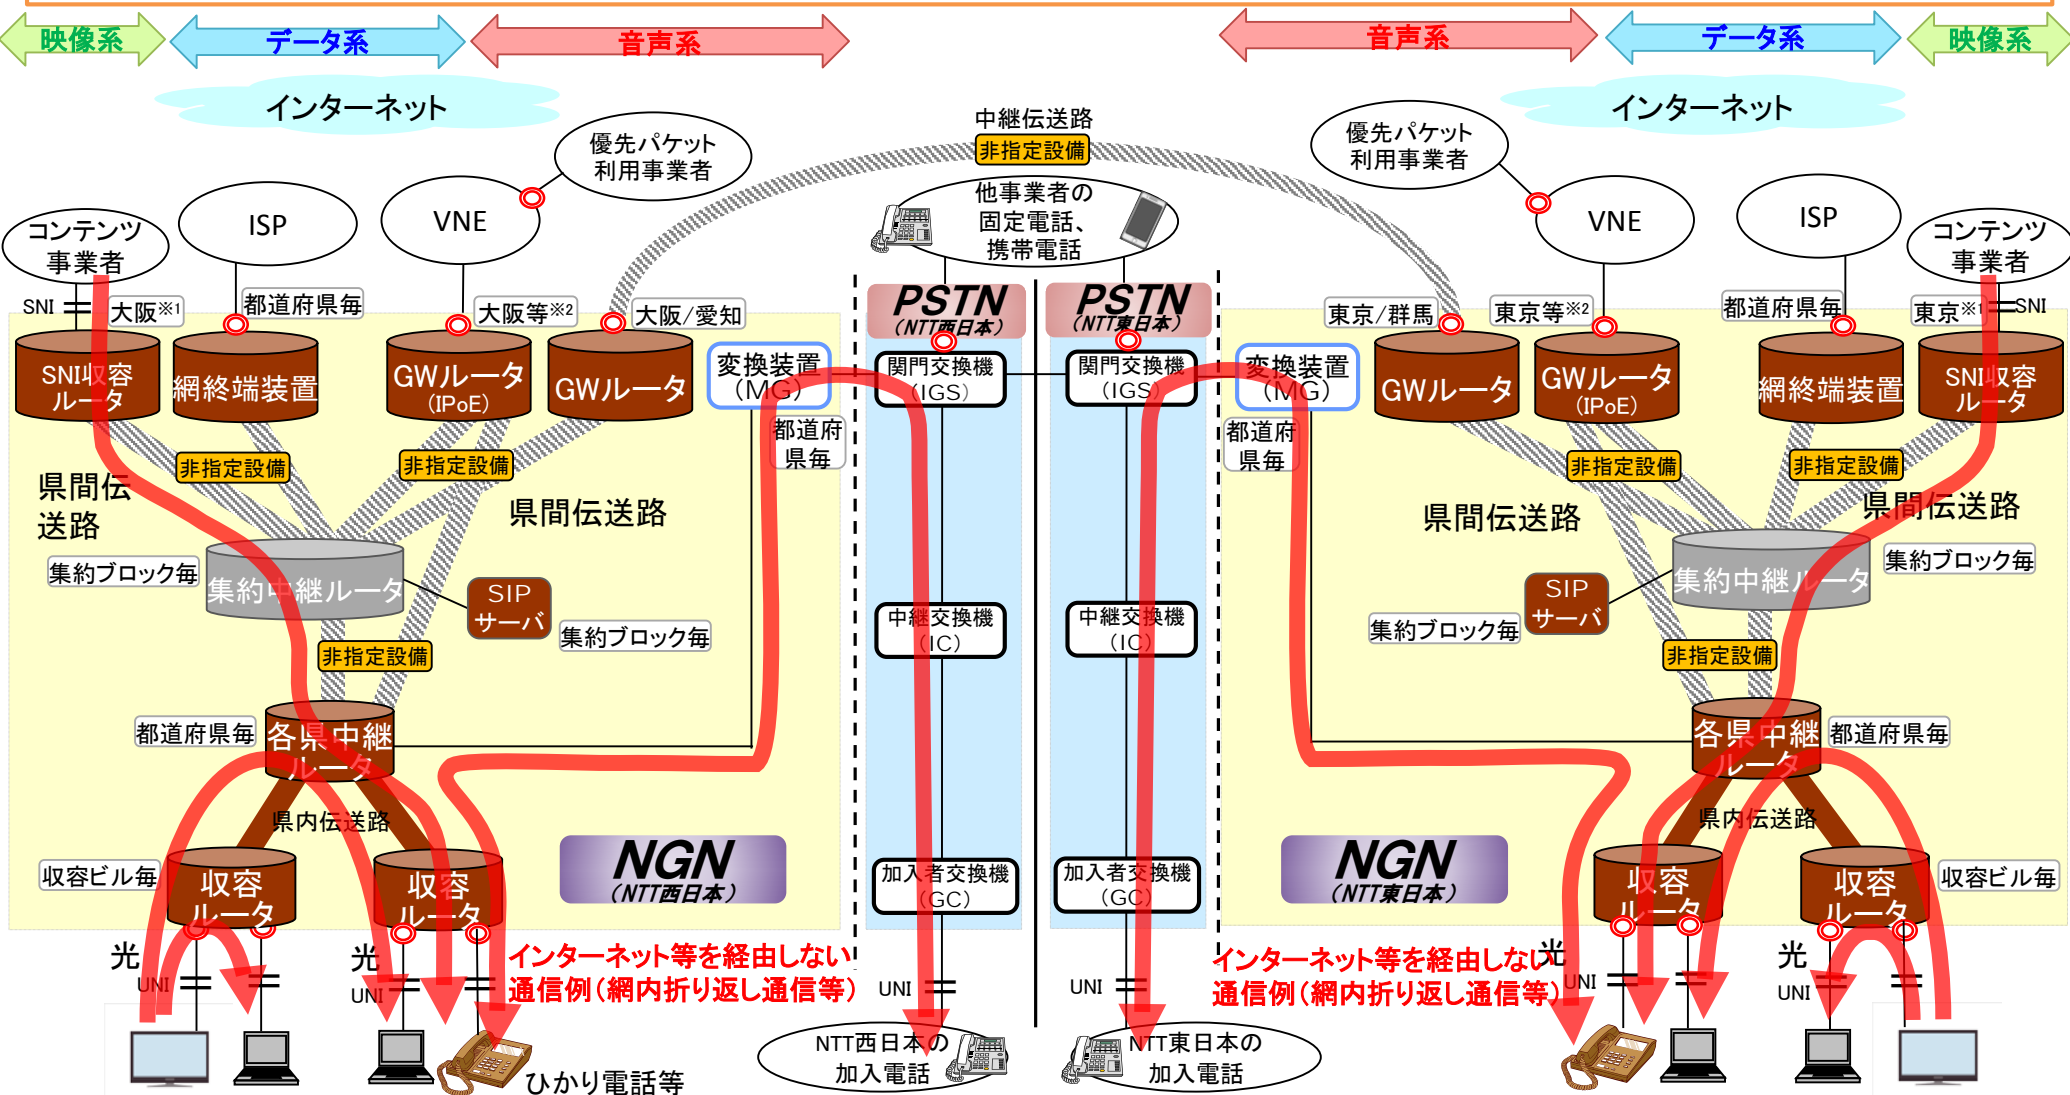 映像系
データ系
音声系
音声系
データ系
映像系
インターネット
インターネット
中継伝送路
非指定設備
優先パケット
利用事業者
優先パケット
利用事業者
他事業者の
固定電話、
携帯電話
コンテンツ
事業者
ISP
VNE
VNE
ISP
コンテンツ
事業者
SNI
大阪※1
都道府県毎
大阪等※2
大阪/愛知
PSTN
(NTT西日本)
PSTN
(NTT東日本)
東京/群馬
東京等※2
都道府県毎
東京※1
SNI
SNI収容
ルータ
網終端装置
GWルータ
(IPoE)
GWルータ
変換装置
(MG)
関門交換機
(IGS)
関門交換機
(IGS)
変換装置
(MG)
GWルータ
GWルータ
(IPoE)
網終端装置
SNI収容
ルータ
都道府
県毎
都道府
県毎
非指定設備
非指定設備
非指定設備
非指定設備
県間伝
送路
県間伝送路
県間伝送路
県間伝送路
集約ブロック毎
集約中継ルータ
SIP
サーバ
集約ブロック毎
中継交換機
(IC)
中継交換機
(IC)
集約ブロック毎
SIP
サーバ
集約中継ルータ
集約ブロック毎
非指定設備
非指定設備
都道府県毎
各県中継
ルータ
各県中継
ルータ
都道府県毎
県内伝送路
県内伝送路
収容ビル毎
収容
ルータ
収容
ルータ
NGN
(NTT西日本)
加入者交換機
(GC)
加入者交換機
(GC)
NGN
(NTT東日本)
収容
ルータ
収容
ルータ
収容ビル毎
光
UNI
光
UNI
インターネット等を経由しない
通信例(網内折り返し通信等)
UNI
UNI
インターネット等を経由しない
通信例(網内折り返し通信等)
光
UNI
光
UNI
ひかり電話等
NTT西日本の
加入電話
NTT東日本の
加入電話